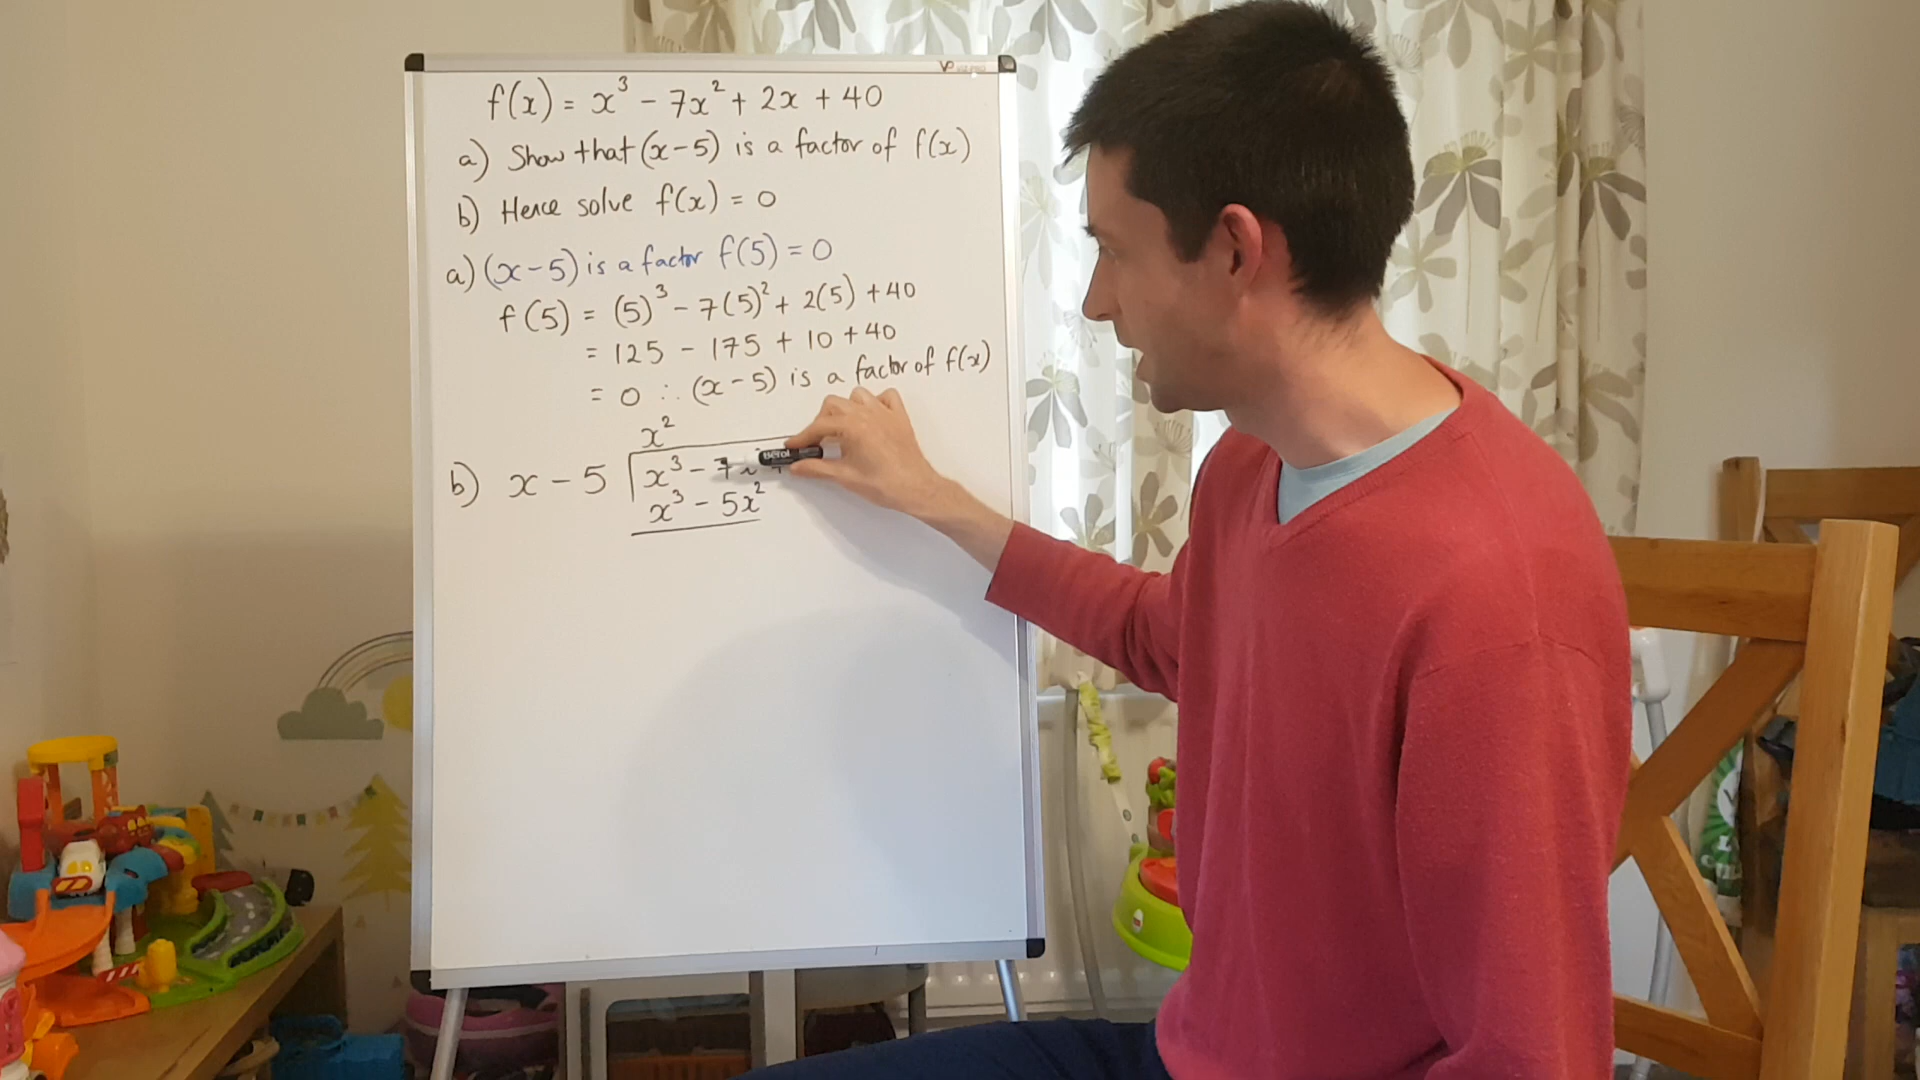 f(x) = x³ - 7x² + 2x + 40
a) Show that (x-5) is a factor of f(x)
b) Hence solve f(x) = 0
a) (x-5) is a factor f(5) = 0
f(5) = (5)³ - 7(5)² + 2(5) + 40
= 125 - 175 + 10 + 40
= 0 ∴ (x-5) is a factor of f(x)
x²
b) x - 5 x³ - 7
x³ - 5x²
Berol